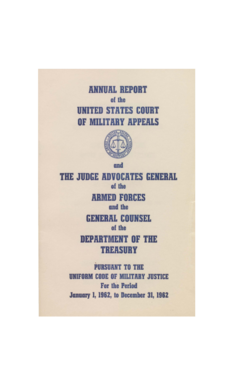 ANNUAL REPORT
of the
UNITED STATES COURT
OF MILITARY APPEALS
and
THE JUDGE ADVOCATES GENERAL
of the
ARMED FORCES
and the
GENERAL COUNSEL
of the
DEPARTMENT OF THE
TREASURY
PURSUANT TO THE
UNIFORM CODE OF MILITARY JUSTICE
For the Period
January 1, 1962, to December 31, 1962